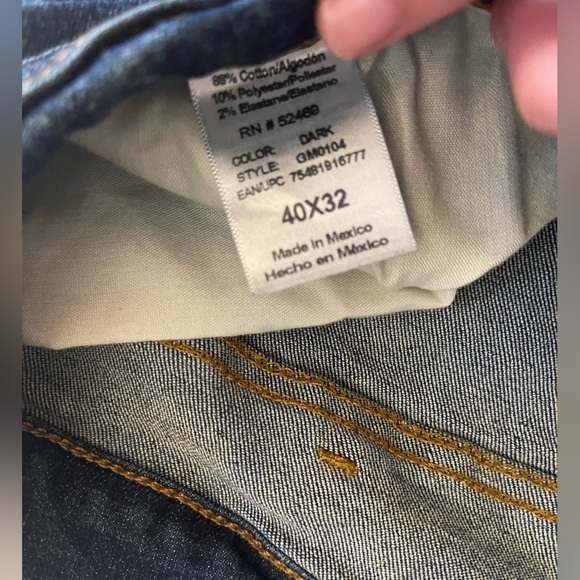 88% Cotton/Algodón
10% Polyester/Poliester
2% Elastane/Elastano
RN # 52469
COLOR: DARK
STYLE: GM0104
EAN/UPC 75481916777
40X32
Made in Mexico
Hecho en México